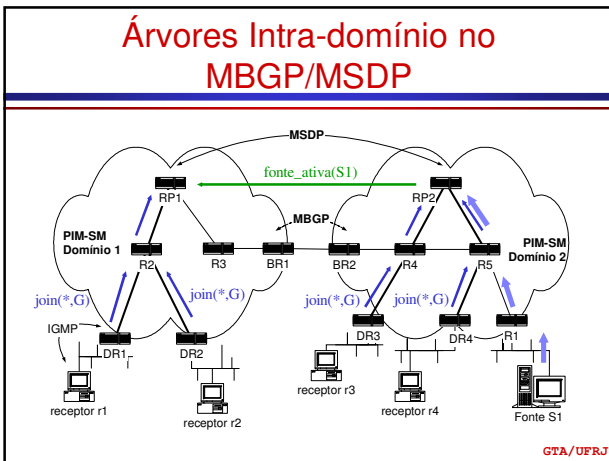 Árvores Intra-domínio no
MBGP/MSDP
MSDP
fonte_ativa(S1)
RP1
RP2
MBGP
PIM-SM
Domínio 1
PIM-SM
Domínio 2
R2
R3
BR1
BR2
R4
R5
join(*,G)
join(*,G)
join(*,G)
join(*,G)
IGMP
DR1
DR2
DR3
DR4
R1
receptor r1
receptor r2
receptor r3
receptor r4
Fonte S1
GTA/UFRJ